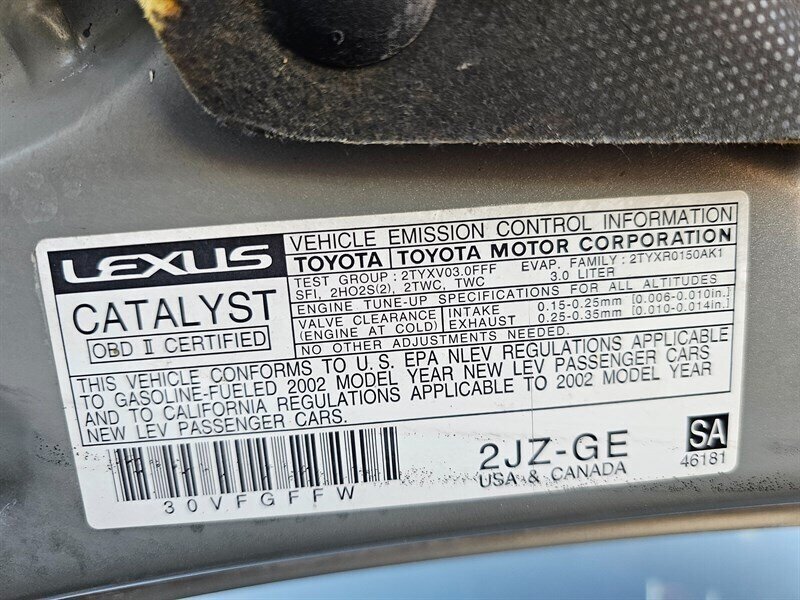 LEXUS
VEHICLE EMISSION CONTROL INFORMATION
TOYOTA TOYOTA MOTOR CORPORATION
TEST GROUP : 2TYXV03.0FFF EVAP. FAMILY : 2TYXR0150AK1
SFI, 2HO2S(2), 2TWC, TWC 3.0 LITER
CATALYST
OBD II CERTIFIED
ENGINE TUNE-UP SPECIFICATIONS FOR ALL ALTITUDES
VALVE CLEARANCE INTAKE 0.15-0.25mm [0.006-0.010in.]
(ENGINE AT COLD) EXHAUST 0.25-0.35mm [0.010-0.014in.]
NO OTHER ADJUSTMENTS NEEDED.
THIS VEHICLE CONFORMS TO U.S. EPA NLEV REGULATIONS APPLICABLE
TO GASOLINE-FUELED 2002 MODEL YEAR NEW LEV PASSENGER CARS
AND TO CALIFORNIA REGULATIONS APPLICABLE TO 2002 MODEL YEAR
NEW LEV PASSENGER CARS.
30VFGFFW
2JZ-GE
USA & CANADA
SA
46181